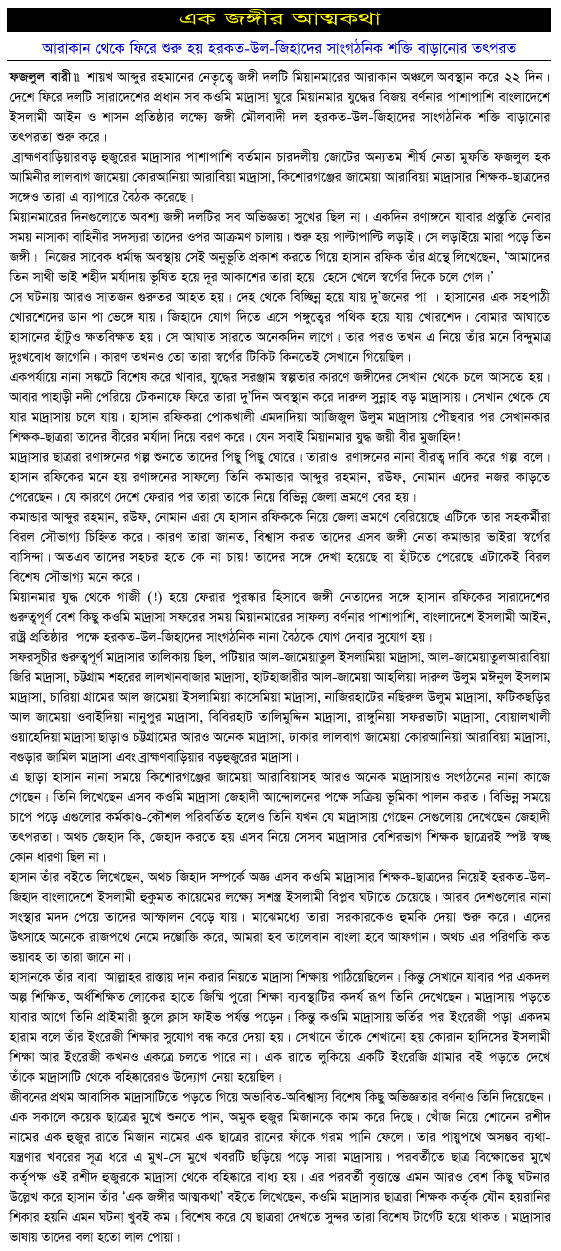 এক জঙ্গীর আত্মকথা
আরাকান থেকে ফিরে শুরু হয় হরকত-উল-জিহাদের সাংগঠনিক শক্তি বাড়ানোর তৎপরত
ফজলুল বারী॥ শায়খ আব্দুর রহমানের নেতৃত্বে জঙ্গী দলটি মিয়ানমারের আরাকান অঞ্চলে অবস্থান করে ২২ দিন।
দেশে ফিরে দলটি সারাদেশের প্রধান সব কওমি মাদ্রাসা ঘুরে মিয়ানমার যুদ্ধের বিজয় বর্ণনার পাশাপাশি বাংলাদেশে
ইসলামী আইন ও শাসন প্রতিষ্ঠার লক্ষ্যে জঙ্গী মৌলবাদী দল হরকত-উল-জিহাদের সাংগঠনিক শক্তি বাড়ানোর
তৎপরতা শুরু করে।
ব্রাহ্মণবাড়িয়ারবড় হুজুরের মাদ্রাসার পাশাপাশি বর্তমান চারদলীয় জোটের অন্যতম শীর্ষ নেতা মুফতি ফজলুল হক
আমিনীর লালবাগ জামেয়া কোরআনিয়া আরাবিয়া মাদ্রাসা, কিশোরগঞ্জের জামেয়া আরাবিয়া মাদ্রাসার শিক্ষক-ছাত্রদের
সঙ্গেও তারা এ ব্যাপারে বৈঠক করেছে।
মিয়ানমারের দিনগুলোতে অবশ্য জঙ্গী দলটির সব অভিজ্ঞতা সুখের ছিল না। একদিন রণাঙ্গনে যাবার প্রস্তুতি নেবার
সময় নাসাকা বাহিনীর সদস্যরা তাদের ওপর আক্রমণ চালায়। শুরু হয় পাল্টাপাল্টি লড়াই। সে লড়াইয়ে মারা পড়ে তিন
জঙ্গী। নিজের সাবেক ধর্মান্ধ অবস্থায় সেই অনুভূতি প্রকাশ করতে গিয়ে হাসান রফিক তাঁর গ্রন্থে লিখেছেন, ‘আমাদের
তিন সাথী ভাই শহীদ মর্যাদায় ভূষিত হয়ে দূর আকাশের তারা হয়ে হেসে খেলে স্বর্গের দিকে চলে গেল।’
সে ঘটনায় আরও সাতজন গুরুতর আহত হয়। দেহ থেকে বিচ্ছিন্ন হয়ে যায় দু'জনের পা । হাসানের এক সহপাঠী
খোরশেদের ডান পা ভেঙ্গে যায়। জিহাদে যোগ দিতে এসে পঙ্গুত্বের পথিক হয়ে যায় খোরশেদ। বোমার আঘাতে
হাসানের হাঁটুও ক্ষতবিক্ষত হয়। সে আঘাত সারতে অনেকদিন লাগে। তার পরও তখন এ নিয়ে তাঁর মনে বিন্দুমাত্র
দুঃখবোধ জাগেনি। কারণ তখনও তো তারা স্বর্গের টিকিট কিনতেই সেখানে গিয়েছিল।
একপর্যায়ে নানা সঙ্কটে বিশেষ করে খাবার, যুদ্ধের সরঞ্জাম স্বল্পতার কারণে জঙ্গীদের সেখান থেকে চলে আসতে হয়।
আবার পাহাড়ী নদী পেরিয়ে টেকনাফে ফিরে তারা দু'দিন অবস্থান করে দারুল সুন্নাহ বড় মাদ্রাসায়। সেখান থেকে যে
যার মাদ্রাসায় চলে যায়। হাসান রফিকরা পোকখালী এমদাদিয়া আজিজুল উলুম মাদ্রাসায় পৌঁছবার পর সেখানকার
শিক্ষক-ছাত্ররা তাদের বীরের মর্যাদা দিয়ে বরণ করে। যেন সবাই মিয়ানমার যুদ্ধ জয়ী বীর মুজাহিদ!
মাদ্রাসার ছাত্ররা রণাঙ্গনের গল্প শুনতে তাদের পিছু পিছু ঘোরে। তারাও রণাঙ্গনের নানা বীরত্ব দাবি করে গল্প বলে।
হাসান রফিকের মনে হয় রণাঙ্গনের সাফল্যে তিনি কমান্ডার আব্দুর রহমান, রউফ, নোমান এদের নজর কাড়তে
পেরেছেন। যে কারণে দেশে ফেরার পর তারা তাকে নিয়ে বিভিন্ন জেলা ভ্রমণে বের হয়।
কমান্ডার আব্দুর রহমান, রউফ, নোমান এরা যে হাসান রফিককে নিয়ে জেলা ভ্রমণে বেরিয়েছে এটিকে তার সহকর্মীরা
বিরল সৌভাগ্য চিহ্নিত করে। কারণ তারা জানত, বিশ্বাস করত তাদের এসব জঙ্গী নেতা কমান্ডার ভাইরা স্বর্গের
বাসিন্দা। অতএব তাদের সহচর হতে কে না চায়! তাদের সঙ্গে দেখা হয়েছে বা হাঁটতে পেরেছে এটাকেই বিরল
বিশেষ সৌভাগ্য মনে করে।
মিয়ানমার যুদ্ধ থেকে গাজী (!) হয়ে ফেরার পুরস্কার হিসাবে জঙ্গী নেতাদের সঙ্গে হাসান রফিকের সারাদেশের
গুরুত্বপূর্ণ বেশ কিছু কওমি মাদ্রাসা সফরের সময় মিয়ানমারের সাফল্য বর্ণনার পাশাপাশি, বাংলাদেশে ইসলামী আইন,
রাষ্ট্র প্রতিষ্ঠার পক্ষে হরকত-উল-জিহাদের সাংগঠনিক নানা বৈঠকে যোগ দেবার সুযোগ হয়।
সফরসূচীর গুরুত্বপূর্ণ মাদ্রাসার তালিকায় ছিল, পটিয়ার আল-জামেয়াতুল ইসলামিয়া মাদ্রাসা, আল-জামেয়াতুলআরাবিয়া
জিরি মাদ্রাসা, চট্টগ্রাম শহরের লালখানবাজার মাদ্রাসা, হাটহাজারীর আল-জামেয়া আহলিয়া দারুল উলুম মঈনুল ইসলাম
মাদ্রাসা, চারিয়া গ্রামের আল জামেয়া ইসলামিয়া কাসেমিয়া মাদ্রাসা, নাজিরহাটের নছিরুল উলুম মাদ্রাসা, ফটিকছড়ির
আল জামেয়া ওবাইদিয়া নানুপুর মাদ্রাসা, বিবিরহাট তালিমুদ্দিন মাদ্রাসা, রাঙ্গুনিয়া সফরভাটা মাদ্রাসা, বোয়ালখালী
ওয়াহেদিয়া মাদ্রাসা ছাড়াও চট্টগ্রামের আরও অনেক মাদ্রাসা, ঢাকার লালবাগ জামেয়া কোরআনিয়া আরাবিয়া মাদ্রাসা,
বগুড়ার জামিল মাদ্রাসা এবং ব্রাহ্মণবাড়িয়ার বড়হুজুরের মাদ্রাসা।
এ ছাড়া হাসান নানা সময়ে কিশোরগঞ্জের জামেয়া আরাবিয়াসহ আরও অনেক মাদ্রাসায়ও সংগঠনের নানা কাজে
গেছেন। তিনি লিখেছেন এসব কওমি মাদ্রাসা জেহাদী আন্দোলনের পক্ষে সক্রিয় ভূমিকা পালন করত। বিভিন্ন সময়ে
চাপে পড়ে এগুলোর কর্মকাণ্ড-কৌশল পরিবর্তিত হলেও তিনি যখন যে মাদ্রাসায় গেছেন সেগুলোয় দেখেছেন জেহাদী
তৎপরতা। অথচ জেহাদ কি, জেহাদ করতে হয় এসব নিয়ে সেসব মাদ্রাসার বেশিরভাগ শিক্ষক ছাত্রেরই স্পষ্ট স্বচ্ছ
কোন ধারণা ছিল না।
হাসান তাঁর বইতে লিখেছেন, অথচ জিহাদ সম্পর্কে অজ্ঞ এসব কওমি মাদ্রাসার শিক্ষক-ছাত্রদের নিয়েই হরকত-উল-
জিহাদ বাংলাদেশে ইসলামী হুকুমত কায়েমের লক্ষ্যে সশস্ত্র ইসলামী বিপ্লব ঘটাতে চেয়েছে। আরব দেশগুলোর নানা
সংস্থার মদদ পেয়ে তাদের আস্ফালন বেড়ে যায়। মাঝেমধ্যে তারা সরকারকেও হুমকি দেয়া শুরু করে। এদের
উৎসাহে অনেকে রাজপথে নেমে দম্ভোক্তি করে, আমরা হব তালেবান বাংলা হবে আফগান। অথচ এর পরিণতি কত
ভয়াবহ তা তারা জানে না।
হাসানকে তাঁর বাবা আল্লাহর রাস্তায় দান করার নিয়তে মাদ্রাসা শিক্ষায় পাঠিয়েছিলেন। কিন্তু সেখানে যাবার পর একদল
অল্প শিক্ষিত, অর্ধশিক্ষিত লোকের হাতে জিম্মি পুরো শিক্ষা ব্যবস্থাটির কদর্য রূপ তিনি দেখেছেন। মাদ্রাসায় পড়তে
যাবার আগে তিনি প্রাইমারী স্কুলে ক্লাস ফাইভ পর্যন্ত পড়েন। কিন্তু কওমি মাদ্রাসায় ভর্তির পর ইংরেজী পড়া একদম
হারাম বলে তাঁর ইংরেজী শিক্ষার সুযোগ বন্ধ করে দেয়া হয়। সেখানে তাঁকে শেখানো হয় কোরান হাদিসের ইসলামী
শিক্ষা আর ইংরেজী কখনও একত্রে চলতে পারে না। এক রাতে লুকিয়ে একটি ইংরেজি গ্রামার বই পড়তে দেখে
তাঁকে মাদ্রাসাটি থেকে বহিষ্কারেরও উদ্যোগ নেয়া হয়েছিল।
জীবনের প্রথম আবাসিক মাদ্রাসাটিতে পড়তে গিয়ে অভাবিত-অবিশ্বাস্য বিশেষ কিছু অভিজ্ঞতার বর্ণনাও তিনি দিয়েছেন।
এক সকালে কয়েক ছাত্রের মুখে শুনতে পান, অমুক হুজুর মিজানকে কাম করে দিছে। খোঁজ নিয়ে শোনেন রশীদ
নামের এক হুজুর রাতে মিজান নামের এক ছাত্রের রানের ফাঁকে গরম পানি ফেলে। তার পায়ুপথে অসম্ভব ব্যথা-
যন্ত্রণার খবরের সূত্র ধরে এ মুখ-সে মুখে খবরটি ছড়িয়ে পড়ে সারা মাদ্রাসায়। পরবর্তীতে ছাত্র বিক্ষোভের মুখে
কর্তৃপক্ষ ওই রশীদ হুজুরকে মাদ্রাসা থেকে বহিষ্কারে বাধ্য হয়। এর পরবর্তী বৃত্তান্তে এমন আরও বেশ কিছু ঘটনার
উল্লেখ করে হাসান তাঁর ‘এক জঙ্গীর আত্মকথা’ বইতে লিখেছেন, কওমি মাদ্রাসার ছাত্ররা শিক্ষক কর্তৃক যৌন হয়রানির
শিকার হয়নি এমন ঘটনা খুবই কম। বিশেষ করে যে ছাত্ররা দেখতে সুন্দর তারা বিশেষ টার্গেট হয়ে থাকত। মাদ্রাসার
ভাষায় তাদের বলা হতো লাল পোয়া।